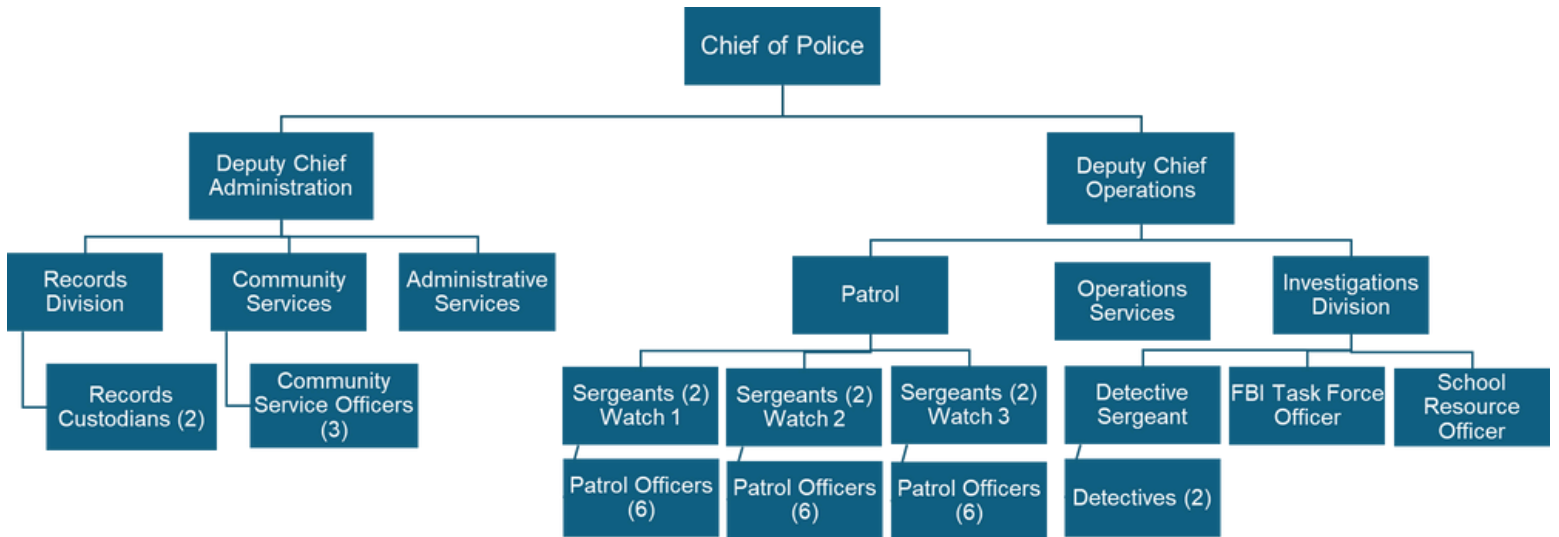 Chief of Police
Deputy Chief
Administration
Deputy Chief
Operations
Records
Division
Community
Services
Administrative
Services
Patrol
Operations
Services
Investigations
Division
Records
Custodians (2)
Community
Service Officers
(3)
Sergeants (2)
Watch 1
Sergeants (2)
Watch 2
Sergeants (2)
Watch 3
Detective
Sergeant
FBI Task Force
Officer
School
Resource
Officer
Patrol Officers
(6)
Patrol Officers
(6)
Patrol Officers
(6)
Detectives (2)